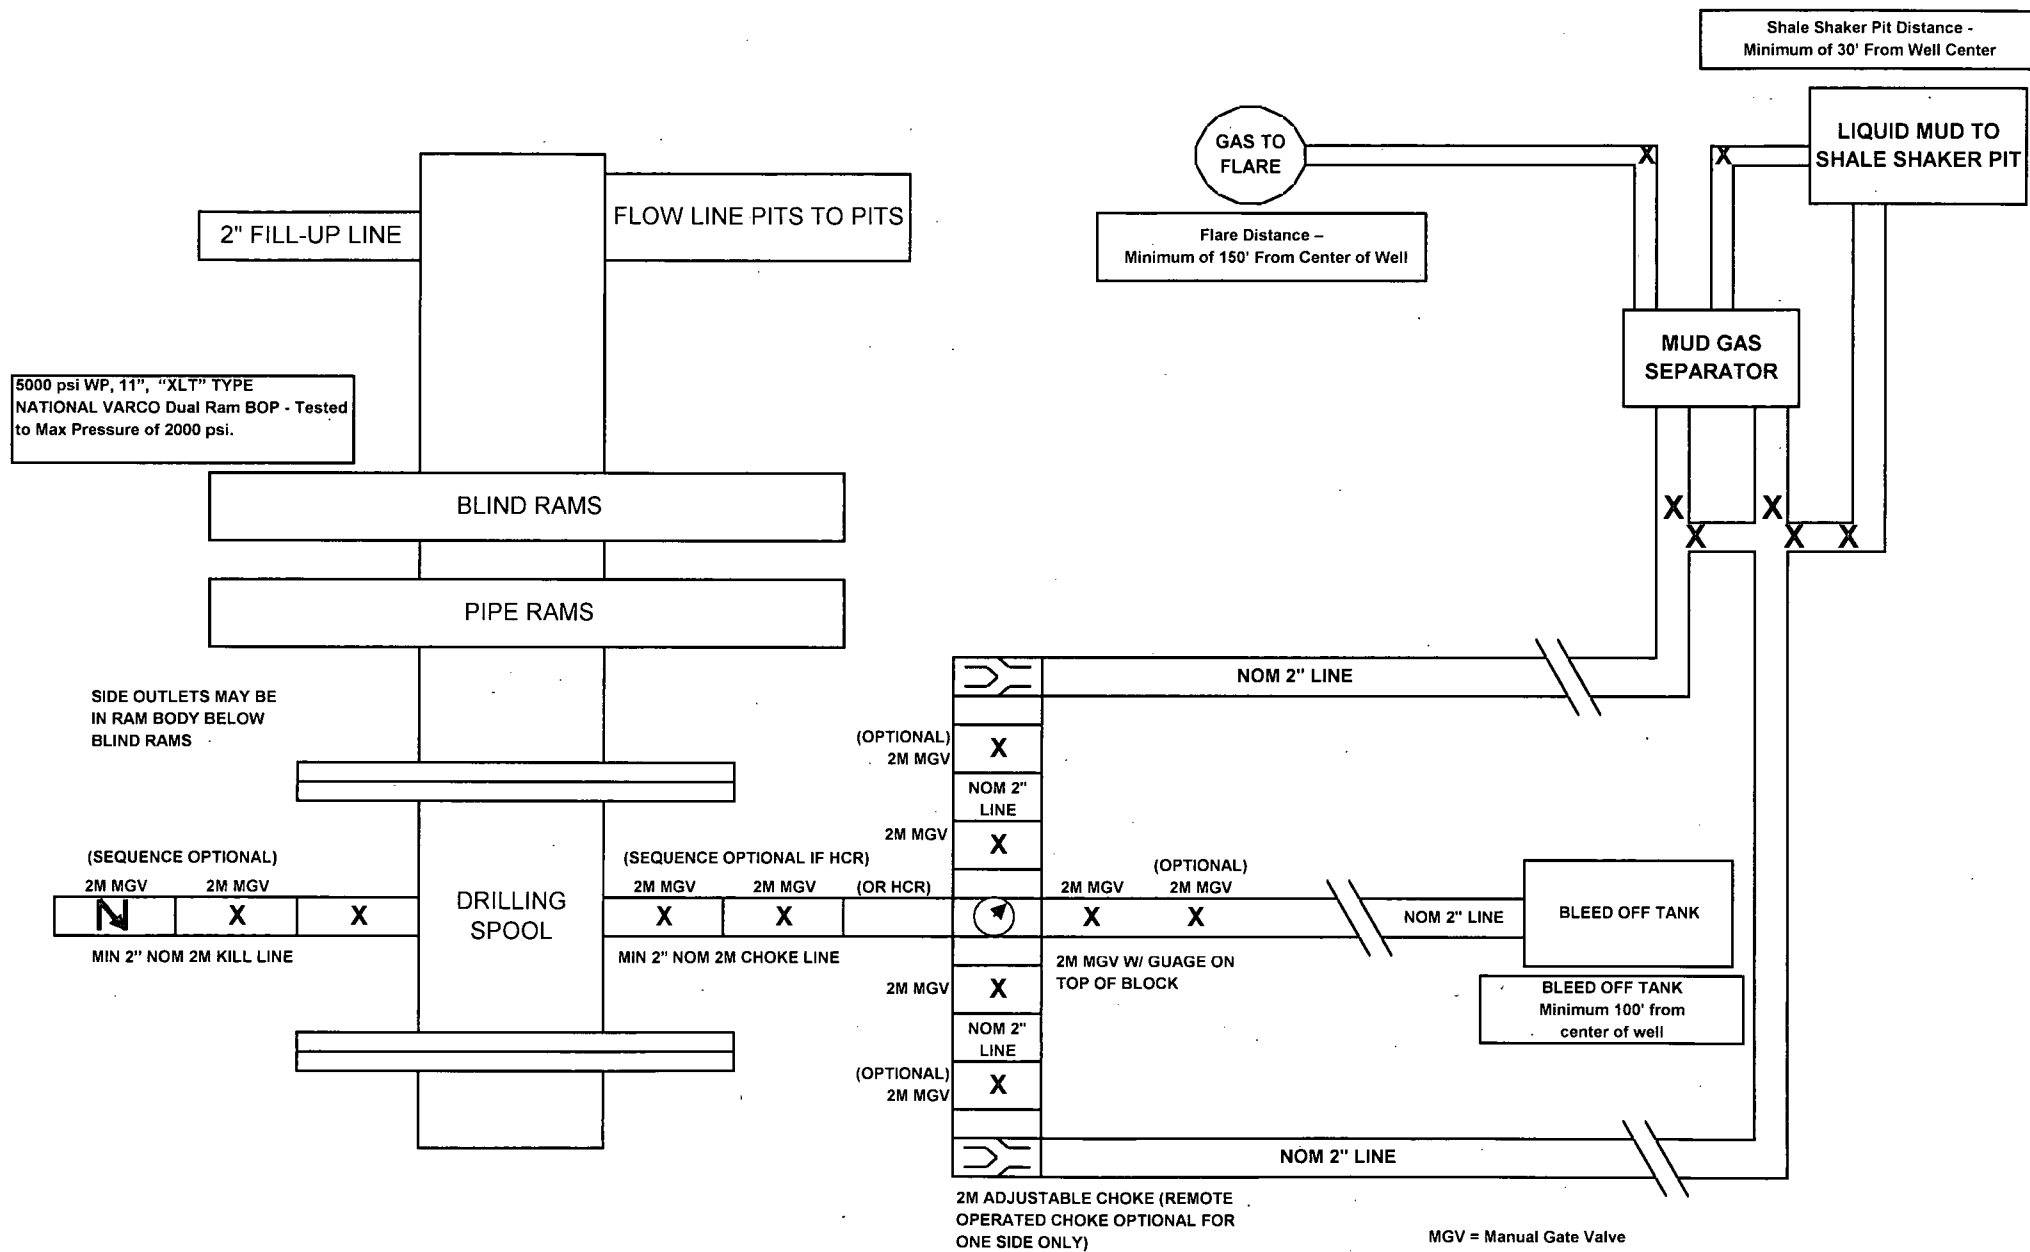 Shale Shaker Pit Distance -
Minimum of 30' From Well Center
LIQUID MUD TO
SHALE SHAKER PIT
GAS TO
FLARE
Flare Distance –
Minimum of 150' From Center of Well
FLOW LINE PITS TO PITS
2" FILL-UP LINE
MUD GAS
SEPARATOR
5000 psi WP, 11", “XLT” TYPE
NATIONAL VARCO Dual Ram BOP - Tested
to Max Pressure of 2000 psi.
BLIND RAMS
X X
X X X
X X
PIPE RAMS
SIDE OUTLETS MAY BE
IN RAM BODY BELOW
BLIND RAMS
NOM 2" LINE
(OPTIONAL)
2M MGV
X
NOM 2"
LINE
2M MGV
X
(SEQUENCE OPTIONAL)
2M MGV 2M MGV
N X X
MIN 2" NOM 2M KILL LINE
DRILLING
SPOOL
(SEQUENCE OPTIONAL IF HCR)
2M MGV 2M MGV (OR HCR)
X X
MIN 2" NOM 2M CHOKE LINE
(OPTIONAL)
2M MGV 2M MGV
X X
NOM 2" LINE
BLEED OFF TANK
2M MGV W/ GUAGE ON
TOP OF BLOCK
BLEED OFF TANK
Minimum 100' from
center of well
2M MGV
X
NOM 2"
LINE
(OPTIONAL)
2M MGV
X
NOM 2" LINE
2M ADJUSTABLE CHOKE (REMOTE
OPERATED CHOKE OPTIONAL FOR
ONE SIDE ONLY)
MGV = Manual Gate Valve